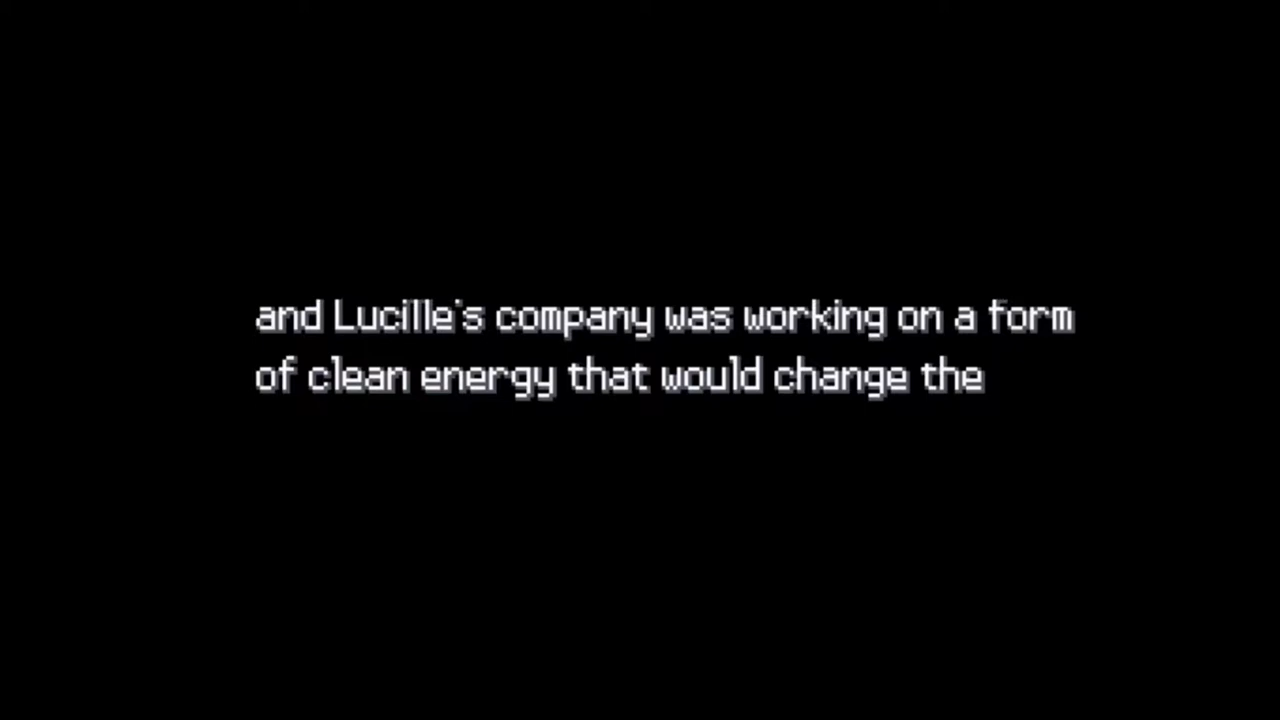 and Lucille's company was working on a form
of clean energy that would change the